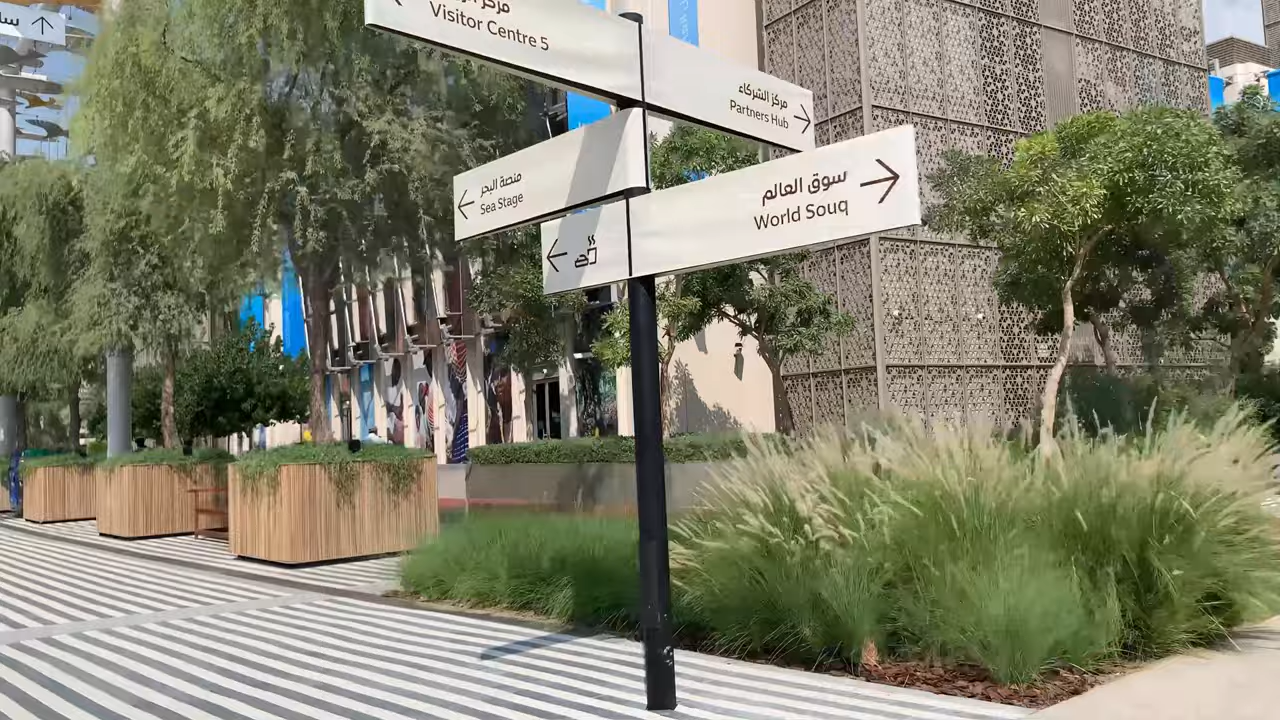 Visitor Centre 5
مركز الشركاء
Partners Hub
منصة البحر
Sea Stage
سوق العالم
World Souq